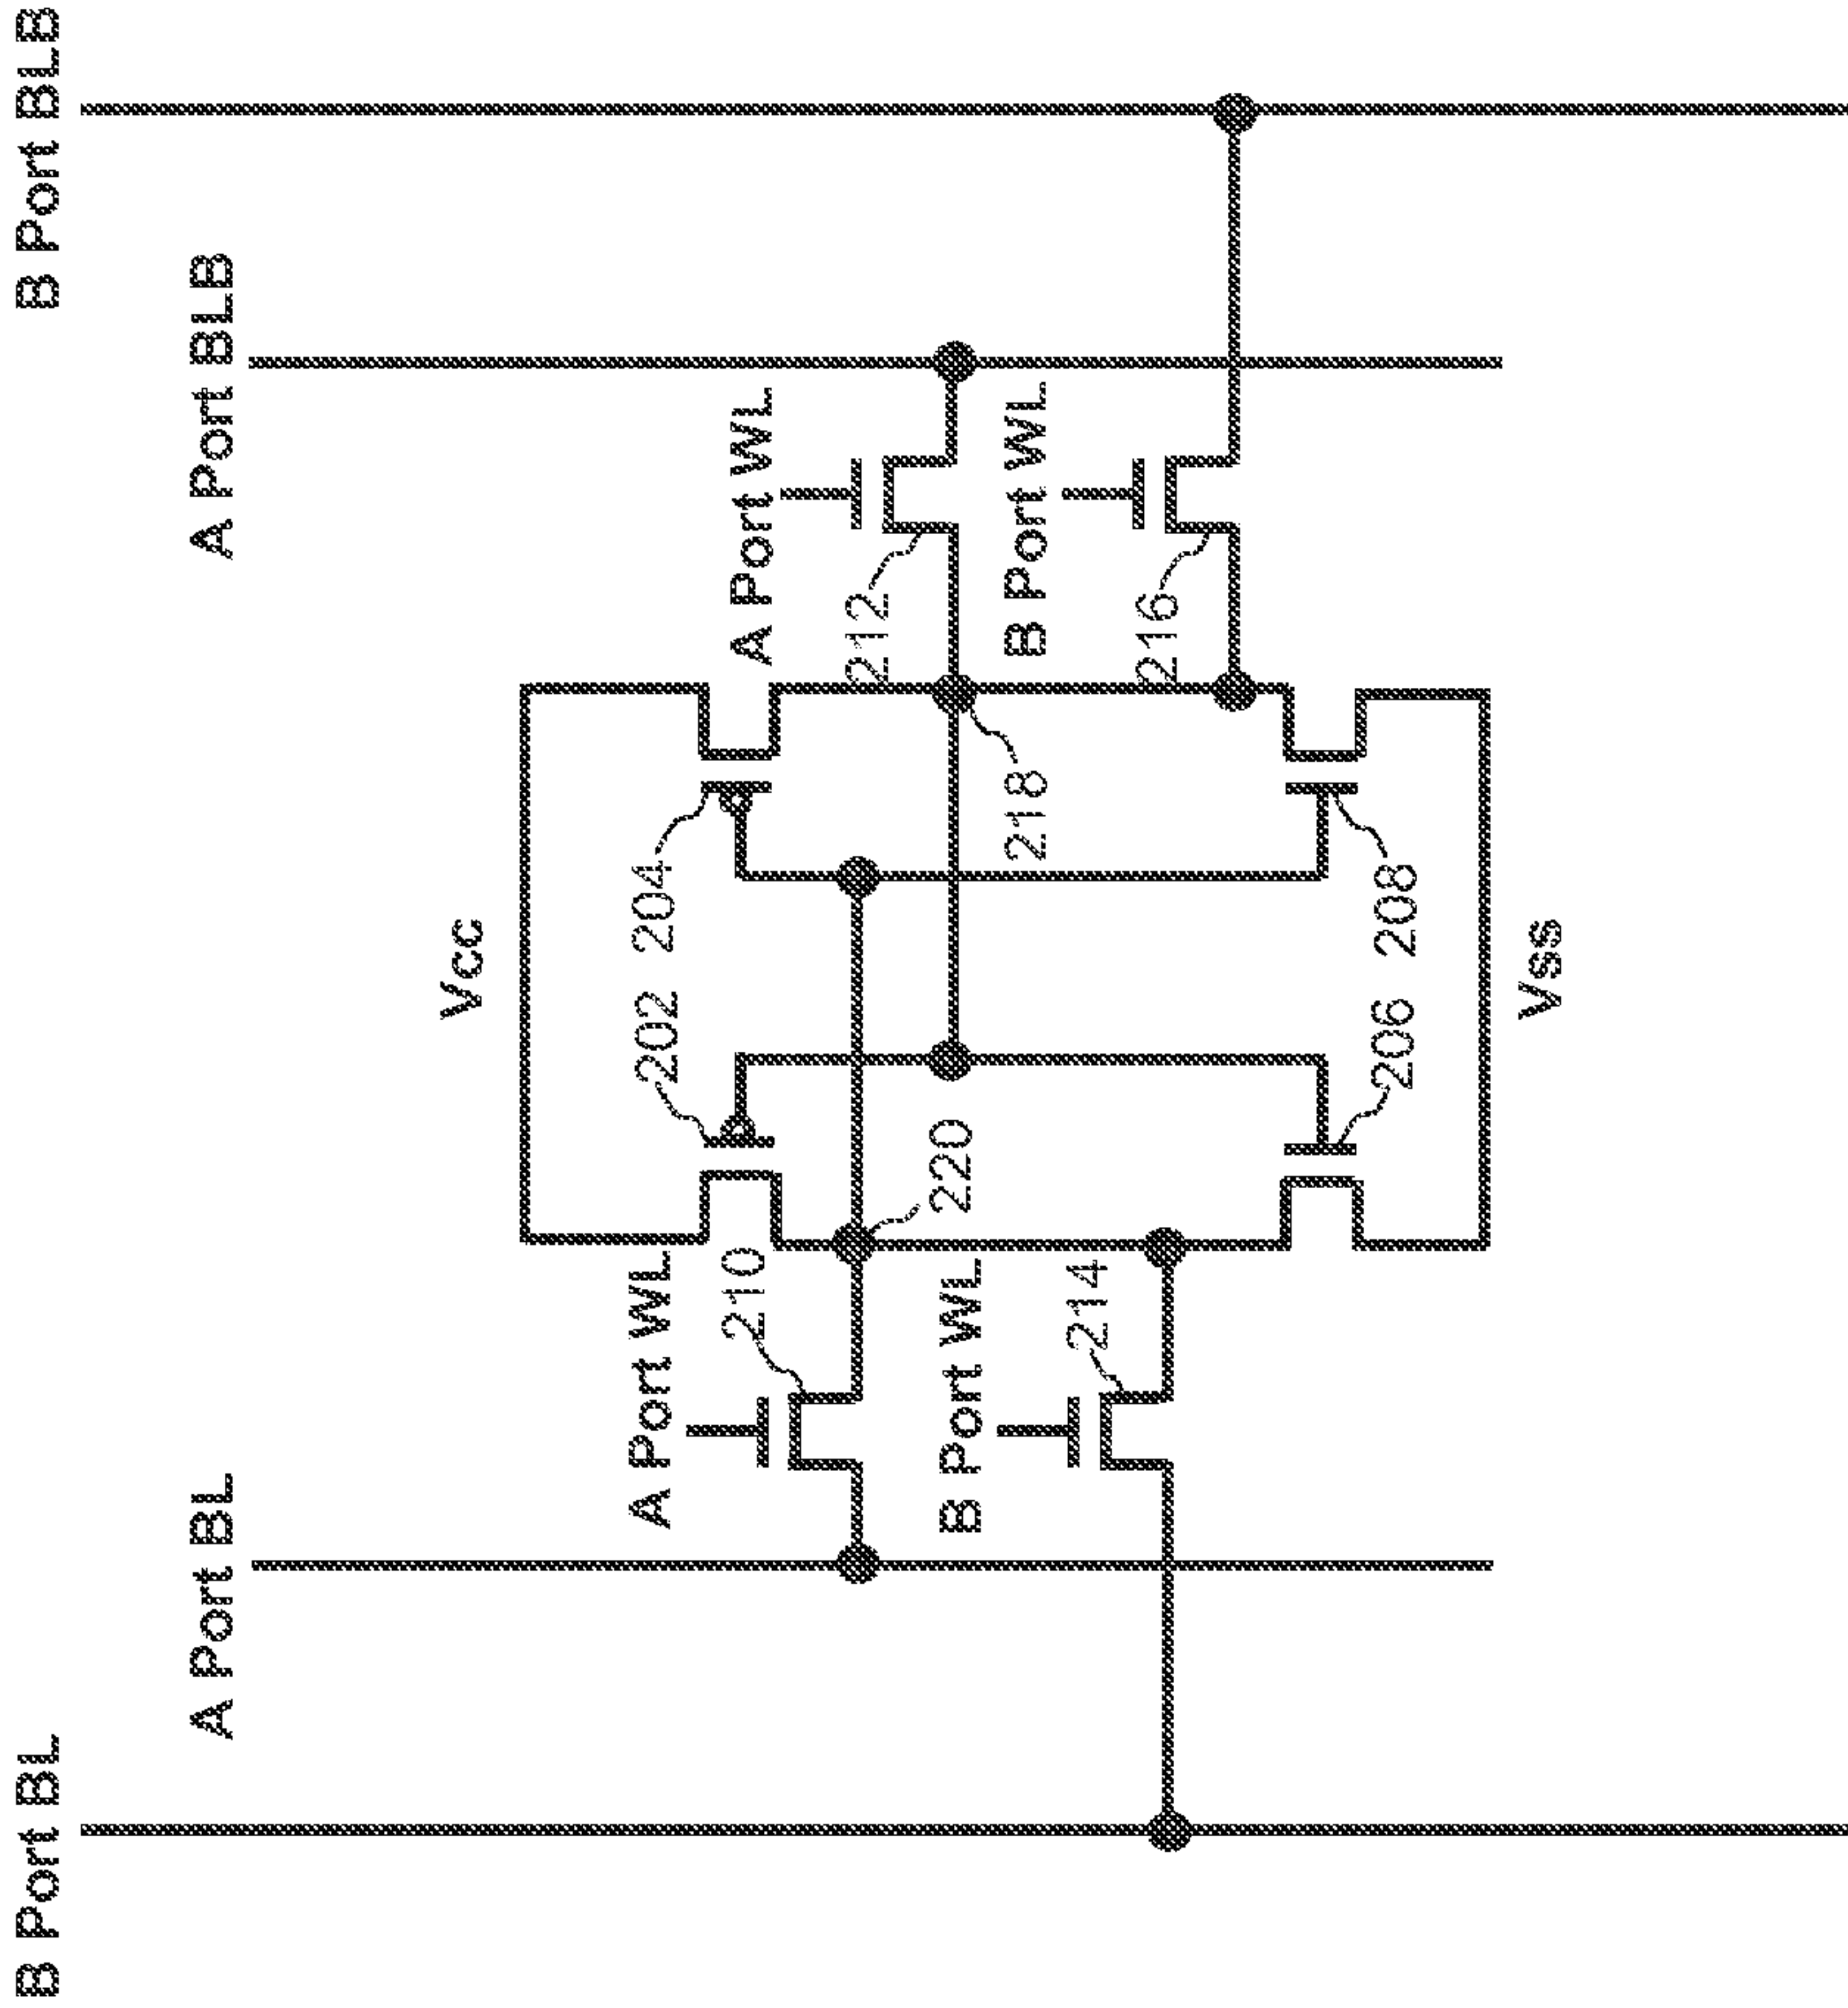 B Port BL
B Port BLB
A Port BL
A Port BLB
Vcc
202 204
A Port WL
A Port WL
210
212
B Port WL
220
218
B Port WL
214
216
206 208
Vss